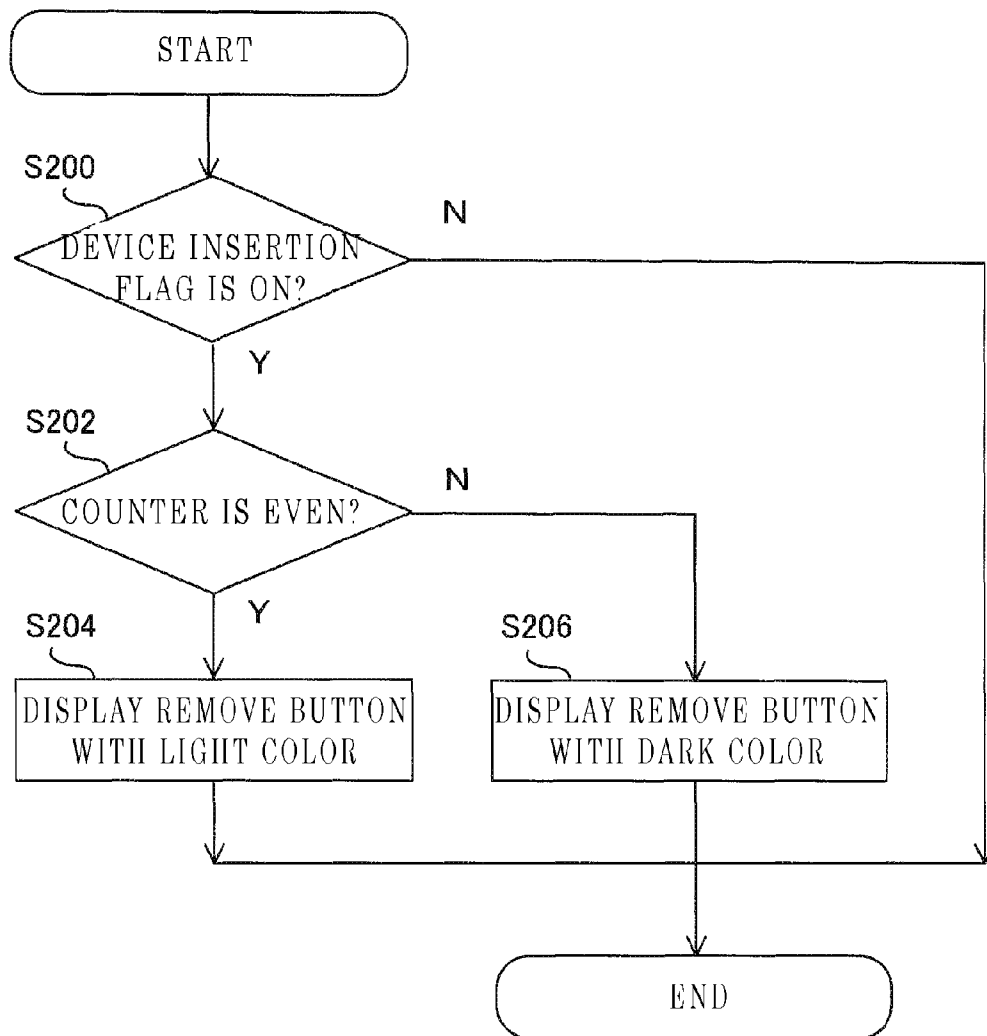 START
S200
N
DEVICE INSERTION
FLAG IS ON?
Y
S202
N
COUNTER IS EVEN?
Y
S204
S206
DISPLAY REMOVE BUTTON
WITH LIGHT COLOR
DISPLAY REMOVE BUTTON
WITH DARK COLOR
END